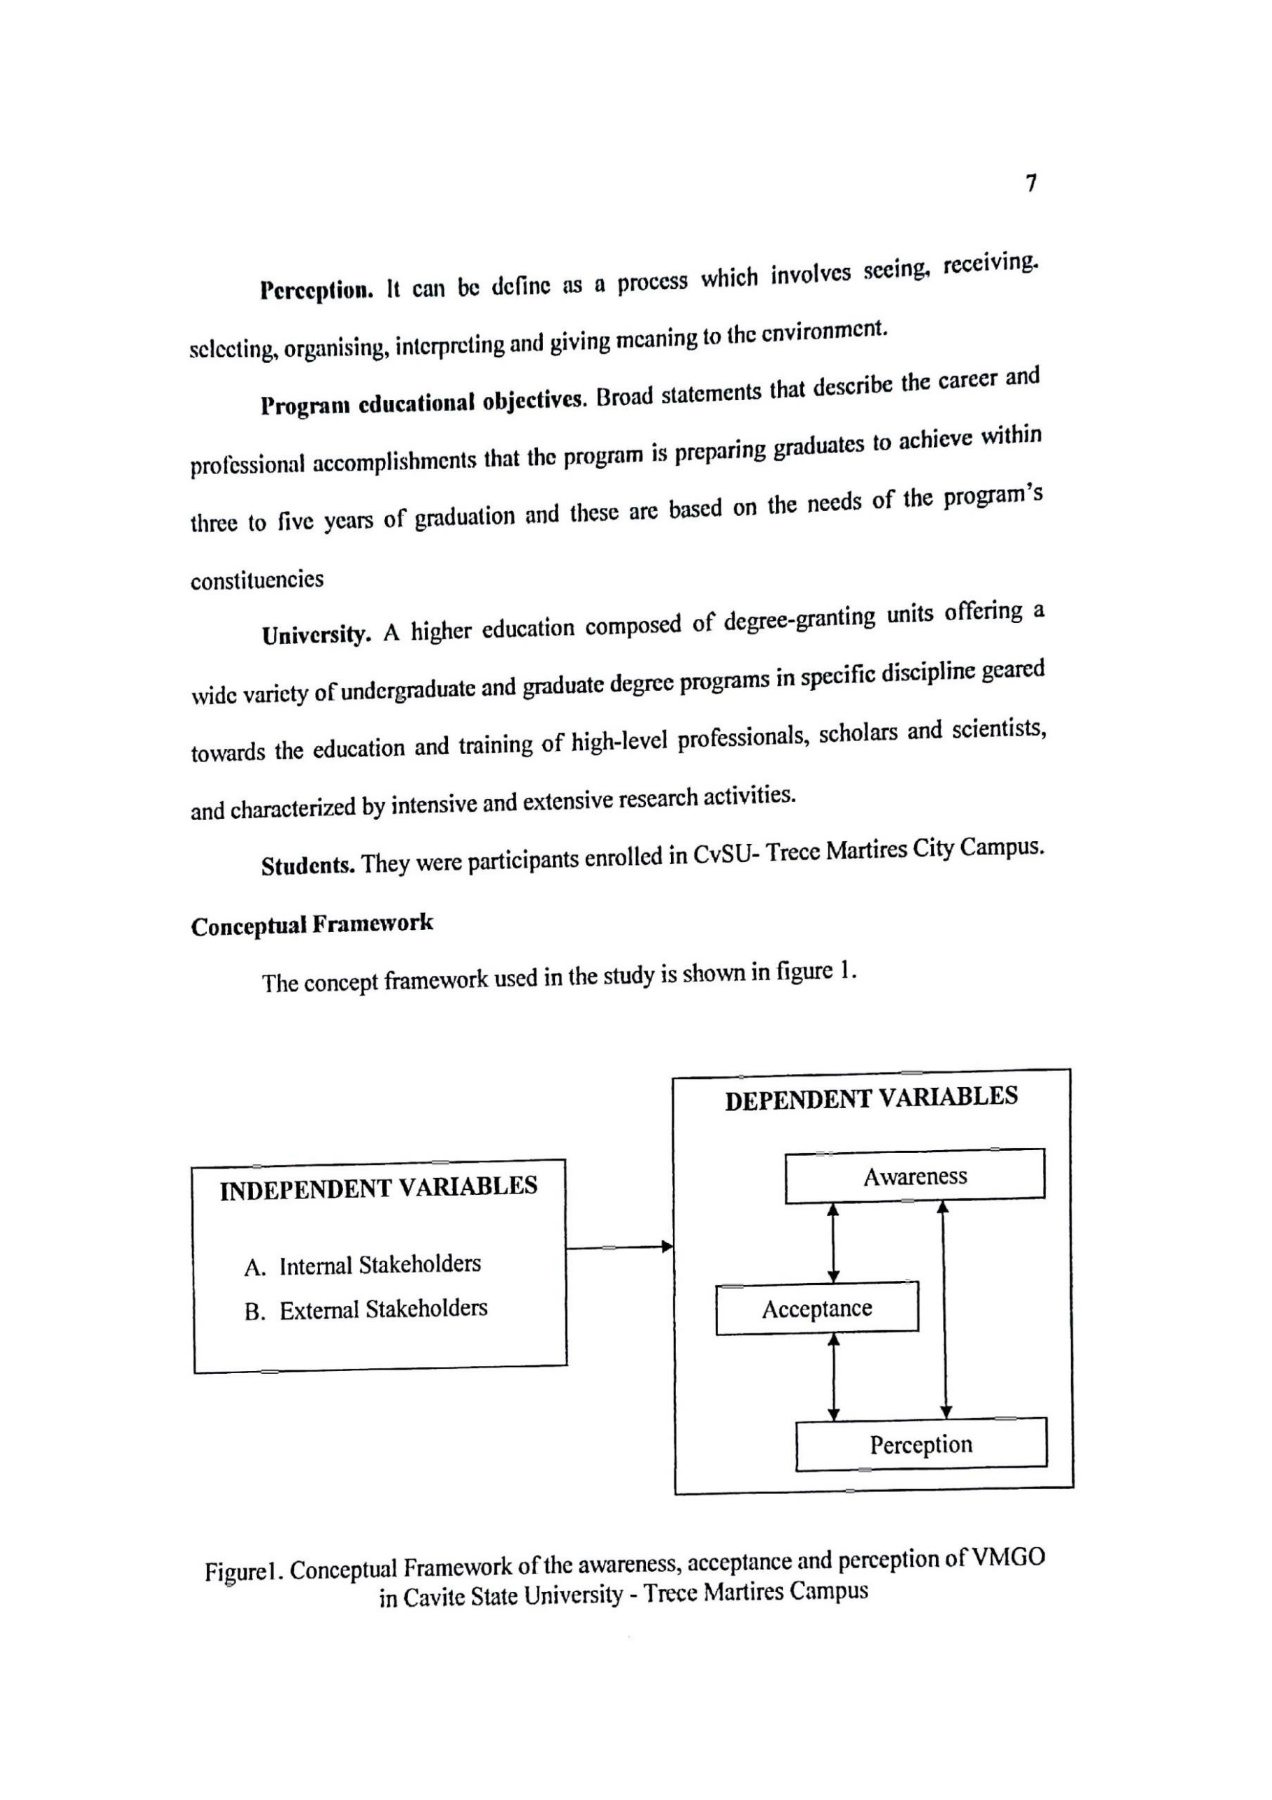 7
Perception. It can be define as a process which involves seeing, receiving.
selecting, organising, interpreting and giving meaning to the environment.
Program educational objectives. Broad statements that describe the career and
professional accomplishments that the program is preparing graduates to achieve within
three to five years of graduation and these are based on the needs of the program's
constituencies
University. A higher education composed of degree-granting units offering a
wide variety of undergraduate and graduate degree programs in specific discipline geared
towards the education and training of high-level professionals, scholars and scientists,
and characterized by intensive and extensive research activities.
Students. They were participants enrolled in CvSU- Trece Martires City Campus.
Conceptual Framework
The concept framework used in the study is shown in figure 1.
INDEPENDENT VARIABLES
A. Internal Stakeholders
B. External Stakeholders
DEPENDENT VARIABLES
Awareness
Acceptance
Perception
Figure1. Conceptual Framework of the awareness, acceptance and perception of VMGO
in Cavite State University - Trece Martires Campus